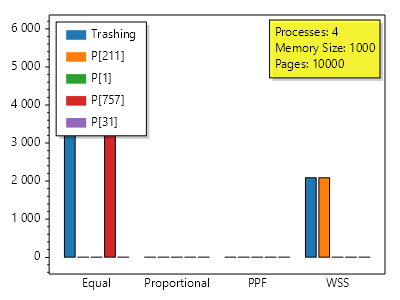 6 000
5 000
4 000
3 000
2 000
1 000
0
Trashing
P[211]
P[1]
P[757]
P[31]
Processes: 4
Memory Size: 1000
Pages: 10000
Equal
Proportional
PPF
WSS